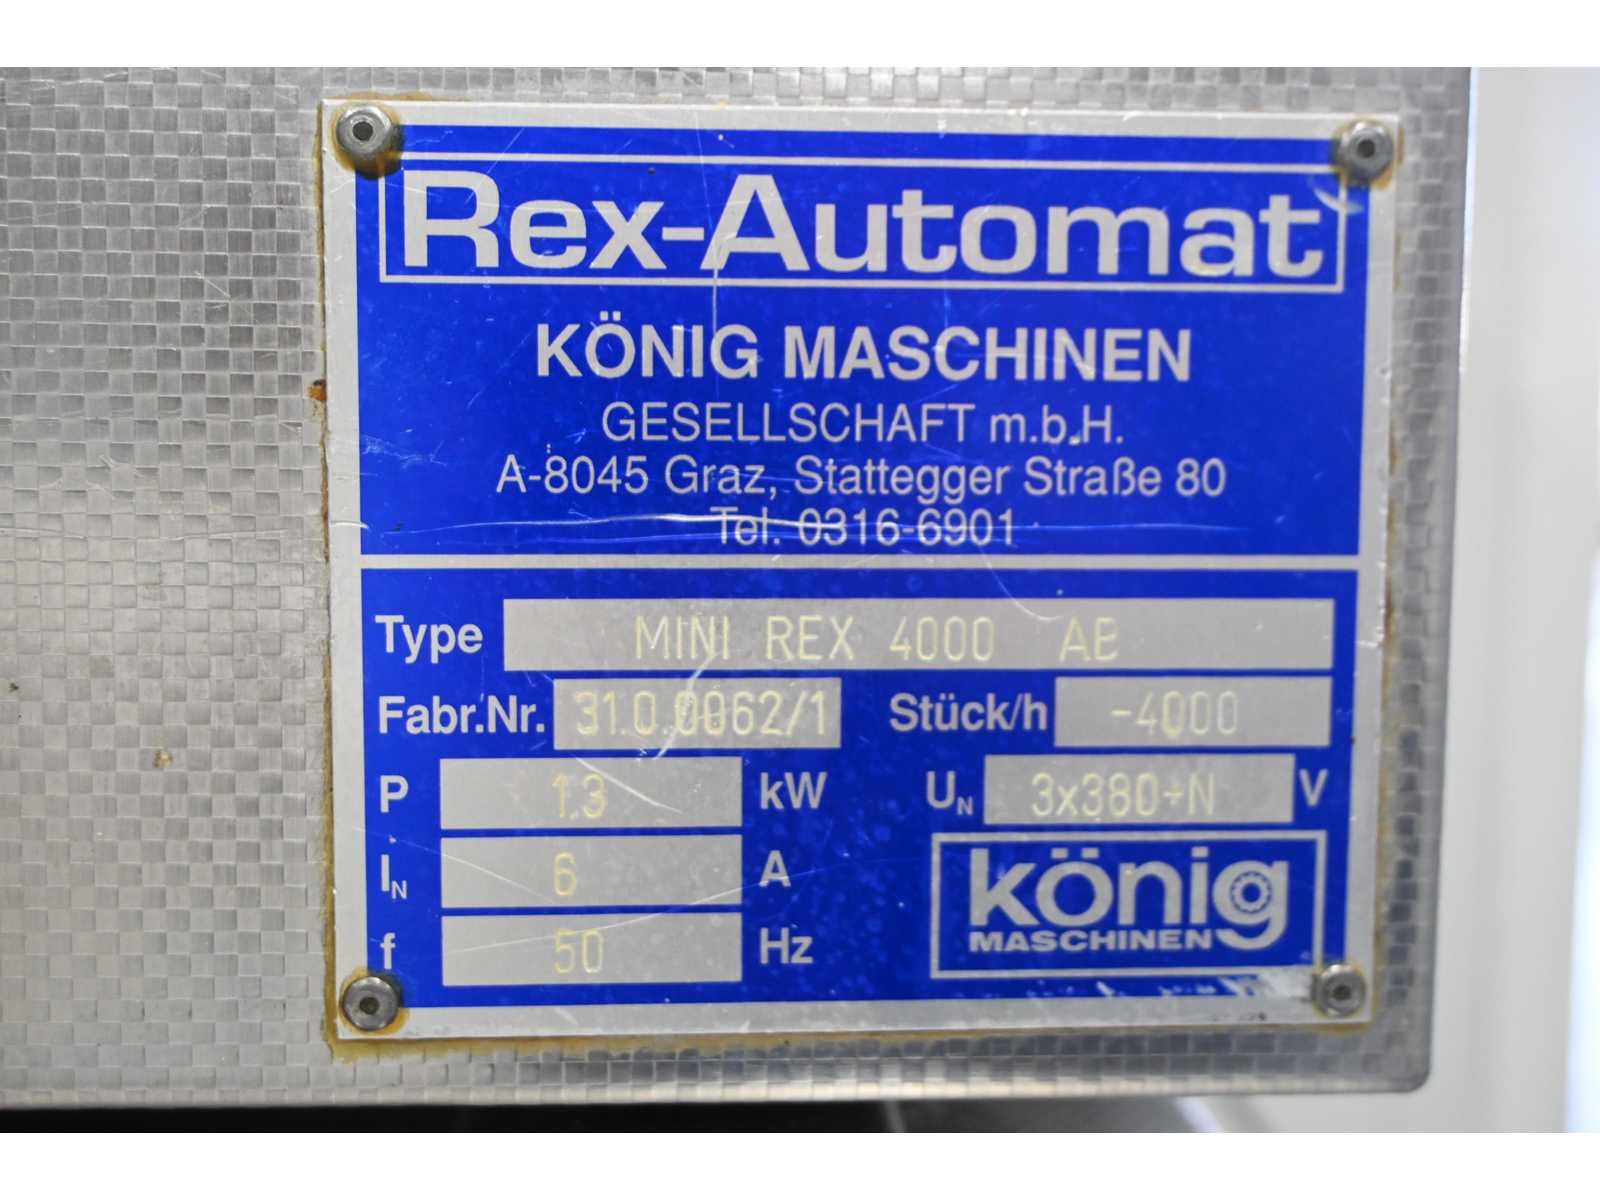 Rex-Automat
KÖNIG MASCHINEN
GESELLSCHAFT m.b.H.
A-8045 Graz, Stattegger Straße 80
Tel. 0316-6901
Type MINI REX 4000 AB
Fabr.Nr. 31.0.0062/1 Stück/h -4000
P 1.3 kW UN 3x380+N V
IN 6 A
f 50 Hz
könig
MASCHINEN